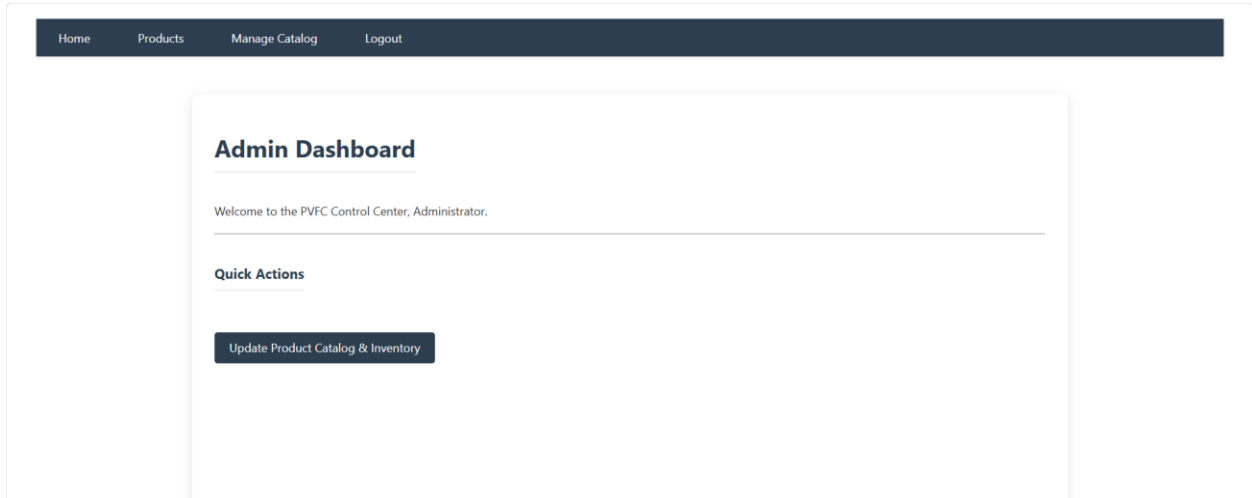 Home Products Manage Catalog Logout
Admin Dashboard
Welcome to the PVFC Control Center, Administrator.
Quick Actions
Update Product Catalog & Inventory